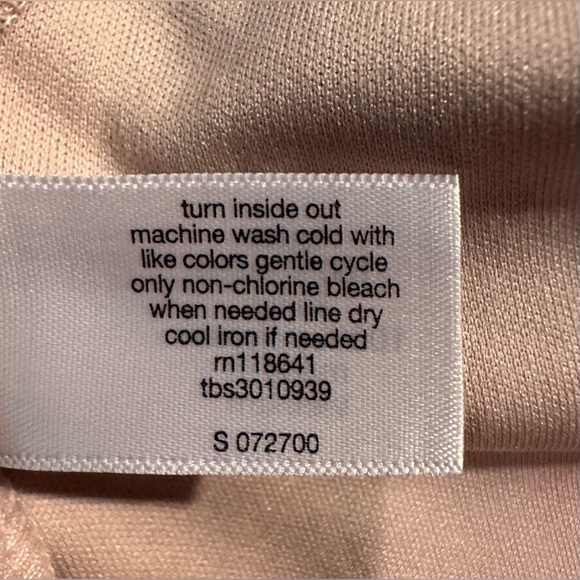 turn inside out
machine wash cold with
like colors gentle cycle
only non-chlorine bleach
when needed line dry
cool iron if needed
rn118641
tbs3010939
S 072700